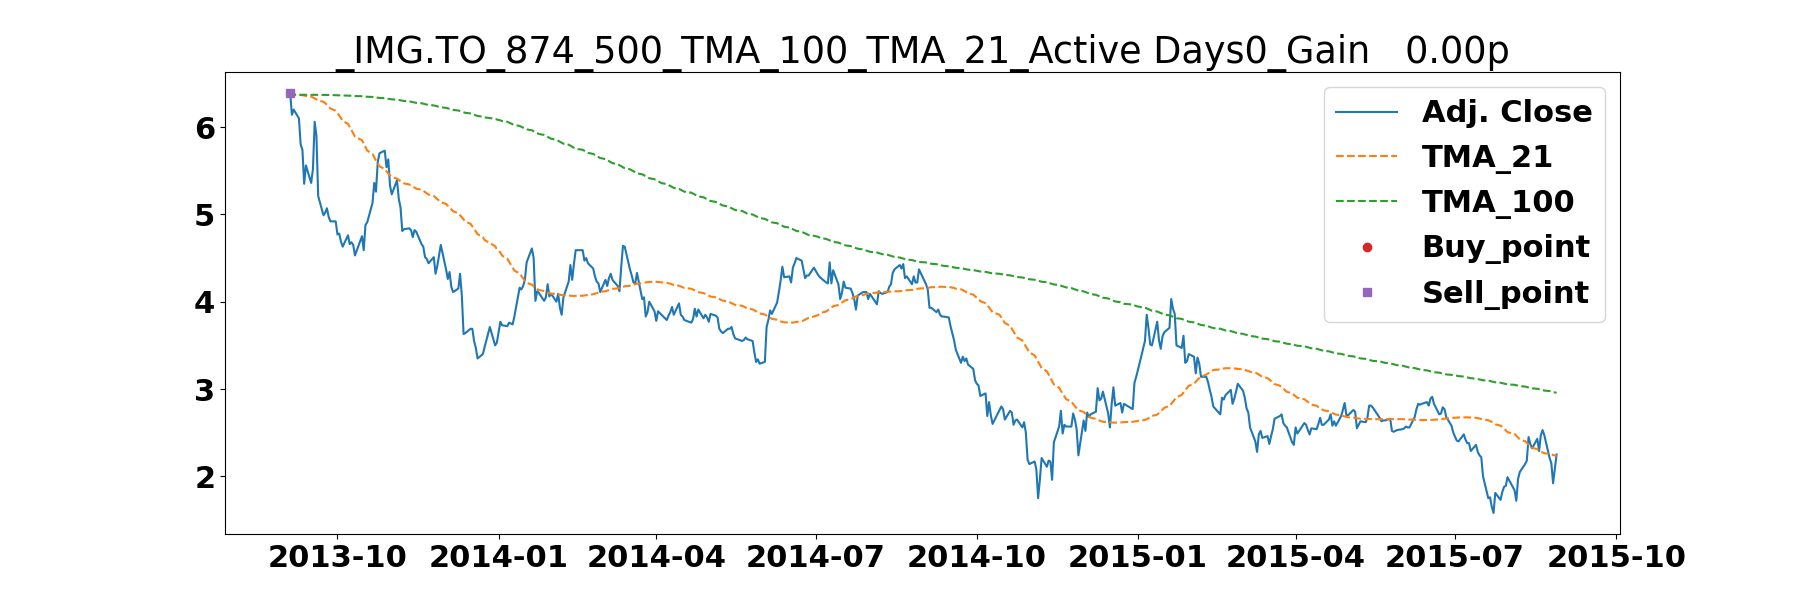 _IMG.TO_874_500_TMA_100_TMA_21_Active Days0_Gain   0.00p
Adj. Close
TMA_21
TMA_100
Buy_point
Sell_point
6
5
4
3
2
2013-10 2014-01 2014-04 2014-07 2014-10 2015-01 2015-04 2015-07 2015-10